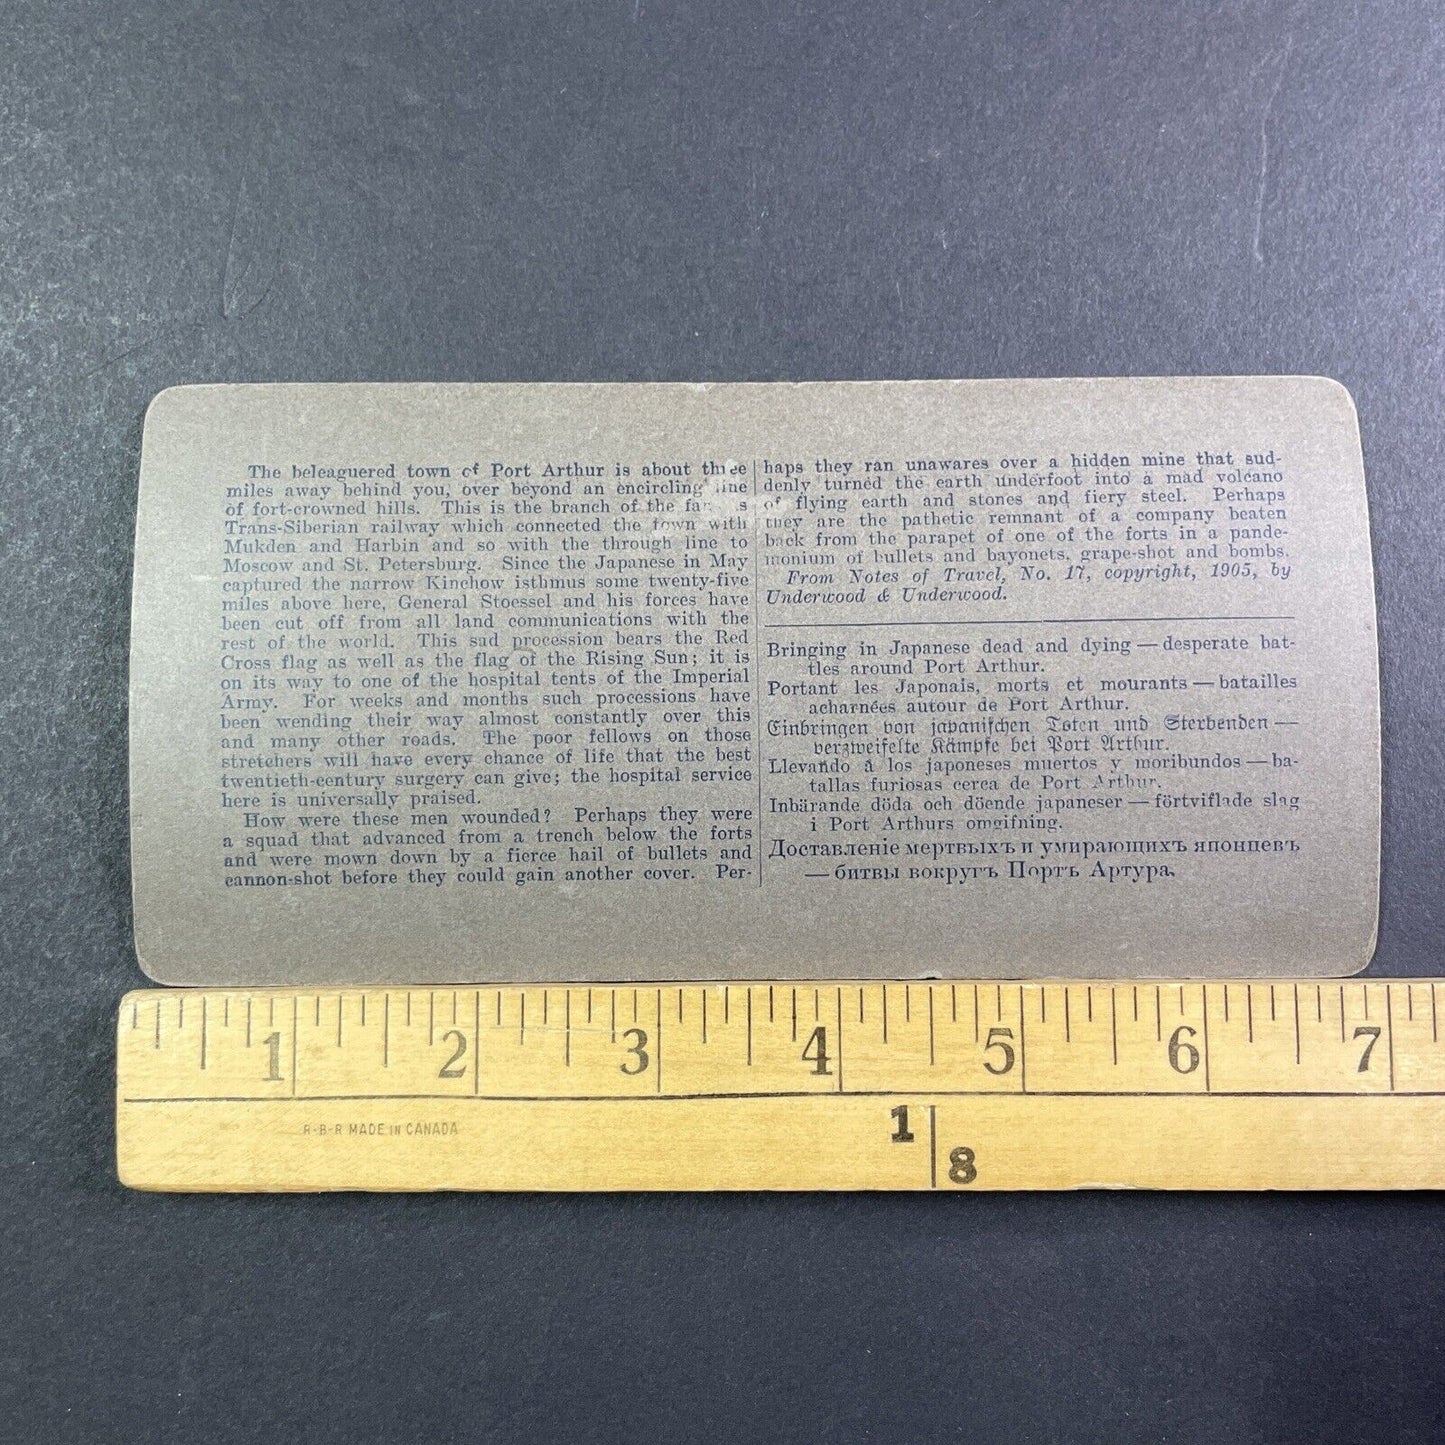 The beleaguered town of Port Arthur is about three
miles away behind you, over beyond an encircling line
of fort-crowned hills. This is the branch of the
Trans-Siberian railway which connected the town with
Mukden and Harbin and so with the through line to
Moscow and St. Petersburg. Since the Japanese in May
captured the narrow Kinchow isthmus some twenty-five
miles above here, General Stoessel and his forces have
been cut off from all land communications with the
rest of the world. This sad procession bears the Red
Cross flag as well as the flag of the Rising Sun; it is
on its way to one of the hospital tents of the Imperial
Army. For weeks and months such processions have
been wending their way almost constantly over this
and many other roads. The poor fellows on those
stretchers will have every chance of life that the best
twentieth-century surgery can give; the hospital service
here is universally praised.
How were these men wounded? Perhaps they were
a squad that advanced from a trench below the forts
and were mown down by a fierce hail of bullets and
cannon-shot before they could gain another cover. Per-
haps they ran unawares over a hidden mine that sud-
denly turned the earth underfoot into a mad volcano
of flying earth and stones and fiery steel. Perhaps
they are the pathetic remnant of a company beaten
back from the parapet of one of the forts in a pande-
monium of bullets and bayonets, grape-shot and bombs.
From Notes of Travel, No. 17, copyright, 1905, by
Underwood & Underwood.
Bringing in Japanese dead and dying — desperate bat-
tles around Port Arthur.
Portant les Japonais, morts et mourants — batailles
acharnées autour de Port Arthur.
Einbringen von japanischen Toten und Sterbenden —
verzweifelte Kämpfe bei Port Arthur.
Llevando á los japoneses muertos y moribundos — ba-
tallas furiosas cerca de Port Arthur.
Inbärande döda och döende japaneser — förtviflade slag
i Port Arthurs omgifning.
Доставленіе мертвыхъ и умирающихъ японцевъ
— битвы вокругъ Портъ Артура.
1 2 3 4 5 6 7
R-B-R MADE IN CANADA
1
8